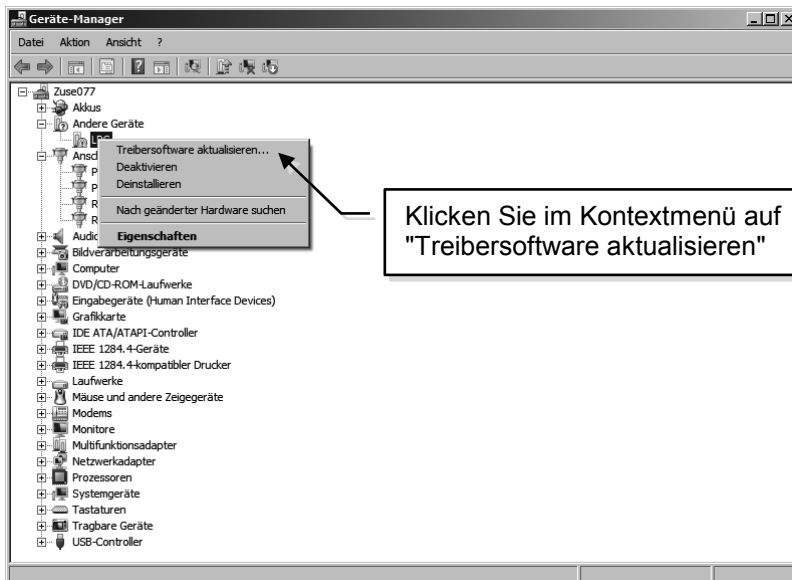 Geräte-Manager
Datei Aktion Ansicht ?
Zuse077
Akkus
Andere Geräte
Treibersoftware aktualisieren...
Deaktivieren
Deinstallieren
Nach geänderter Hardware suchen
Eigenschaften
Klicken Sie im Kontextmenü auf
"Treibersoftware aktualisieren"
Bildverarbeitungsgeräte
Computer
DVD/CD-ROM-Laufwerke
Eingabegeräte (Human Interface Devices)
Grafikkarte
IDE ATA/ATAPI-Controller
IEEE 1284.4-Geräte
IEEE 1284.4-kompatibler Drucker
Laufwerke
Mäuse und andere Zeigegeräte
Modems
Monitore
Multifunktionsadapter
Netzwerkadapter
Prozessoren
Systemgeräte
Tastaturen
Tragbare Geräte
USB-Controller